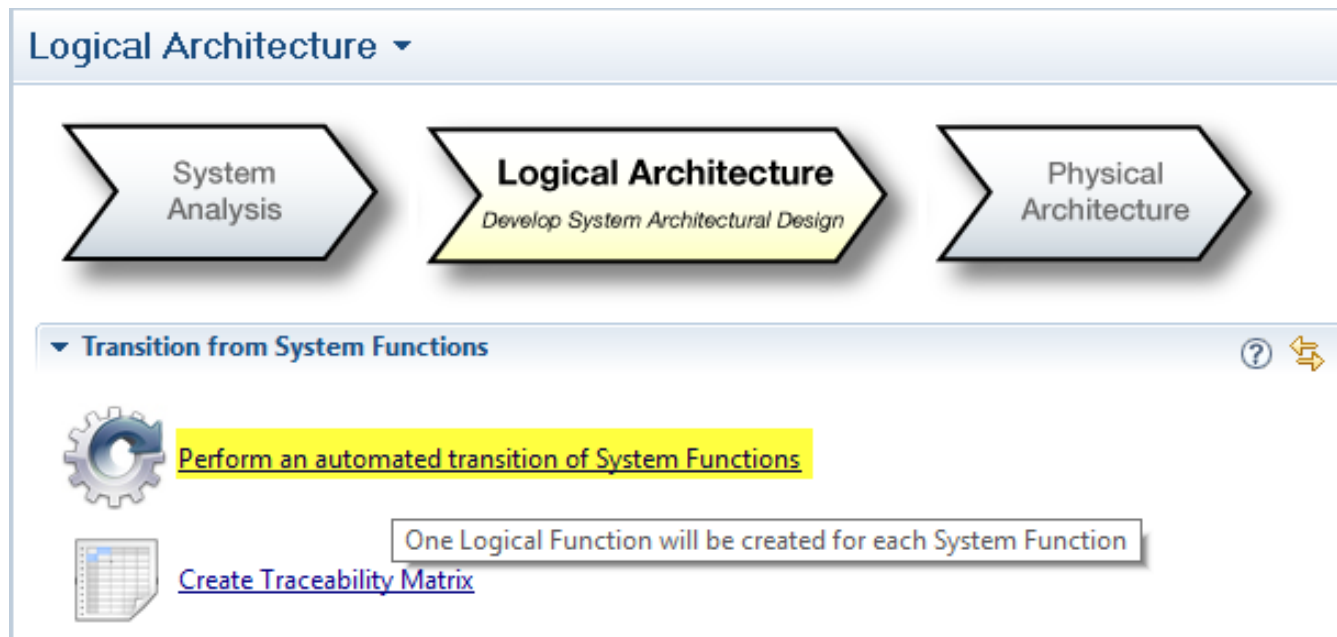 Logical Architecture
System
Analysis
Logical Architecture
Develop System Architectural Design
Physical
Architecture
Transition from System Functions
?
Perform an automated transition of System Functions
One Logical Function will be created for each System Function
Create Traceability Matrix